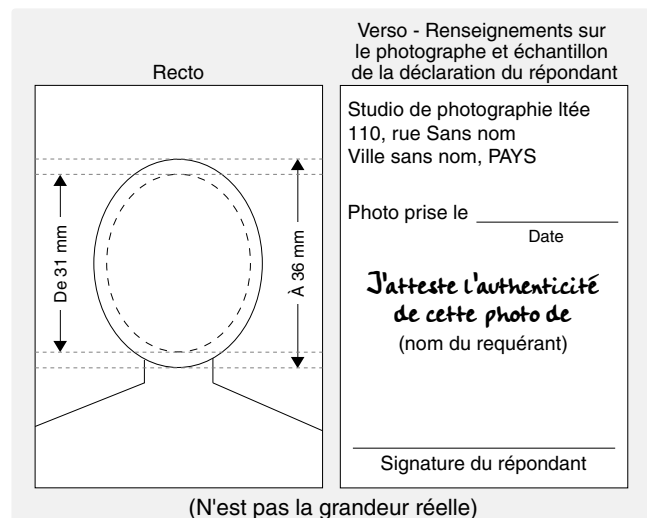 Recto
De 31 mm
À 36 mm
Verso - Renseignements sur
le photographe et échantillon
de la déclaration du répondant
Studio de photographie ltée
110, rue Sans nom
Ville sans nom, PAYS
Photo prise le
Date
J'atteste l'authenticité
de cette photo de
(nom du requérant)
Signature du répondant
(N'est pas la grandeur réelle)